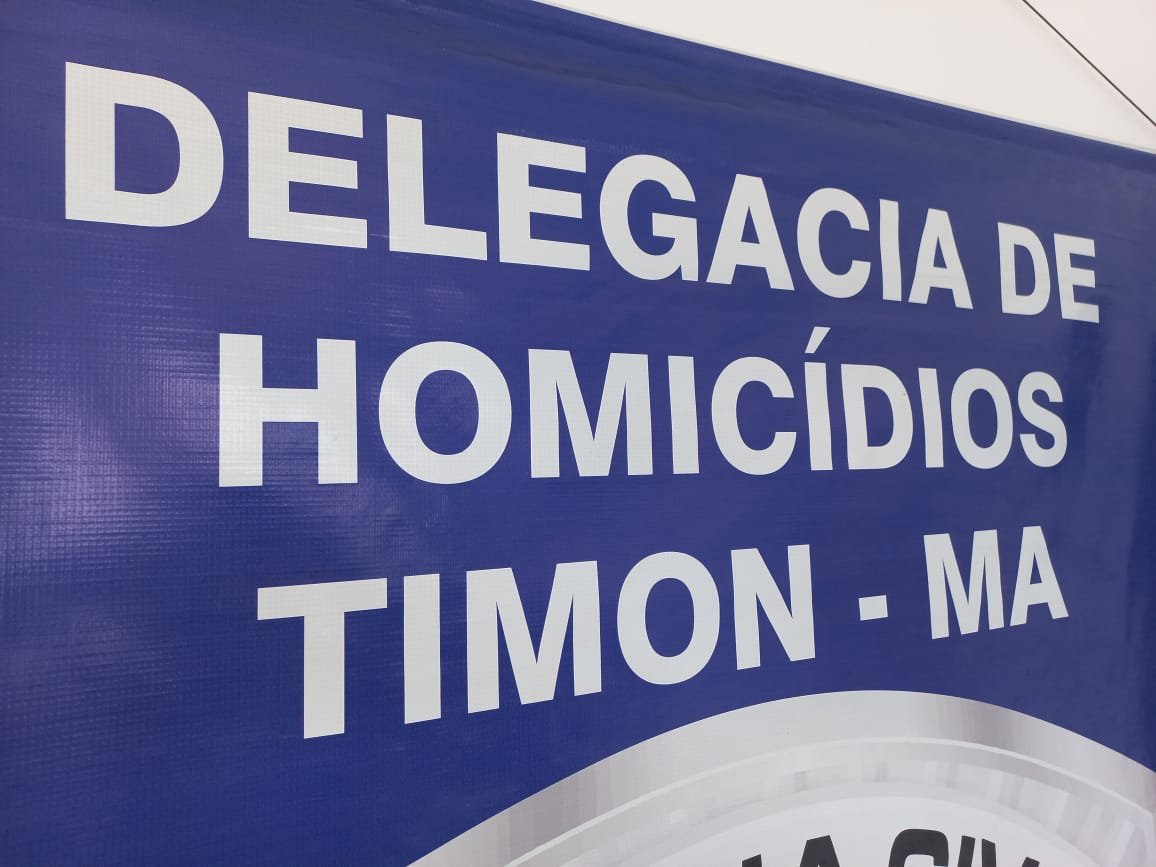 DELEGACIA DE
HOMICÍDIOS
TIMON - MA